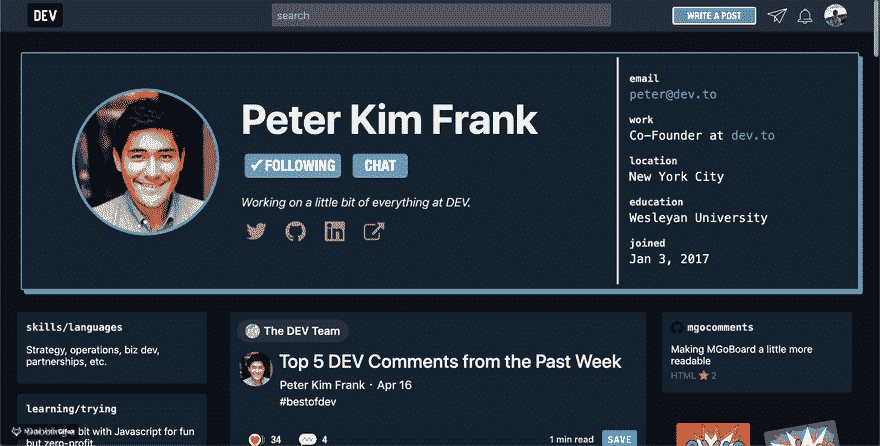 DEV
search
WRITE A POST
Peter Kim Frank
✓ FOLLOWING
CHAT
Working on a little bit of everything at DEV.
email
peter@dev.to
work
Co-Founder at dev.to
location
New York City
education
Wesleyan University
joined
Jan 3, 2017
skills/languages
Strategy, operations, biz dev,
partnerships, etc.
learning/trying
bit with Javascript for fun
but zero-profit.
The DEV Team
Top 5 DEV Comments from the Past Week
Peter Kim Frank · Apr 16
#bestofdev
34
4
1 min read
SAVE
mgocomments
Making MGoBoard a little more
readable
HTML ★ 2